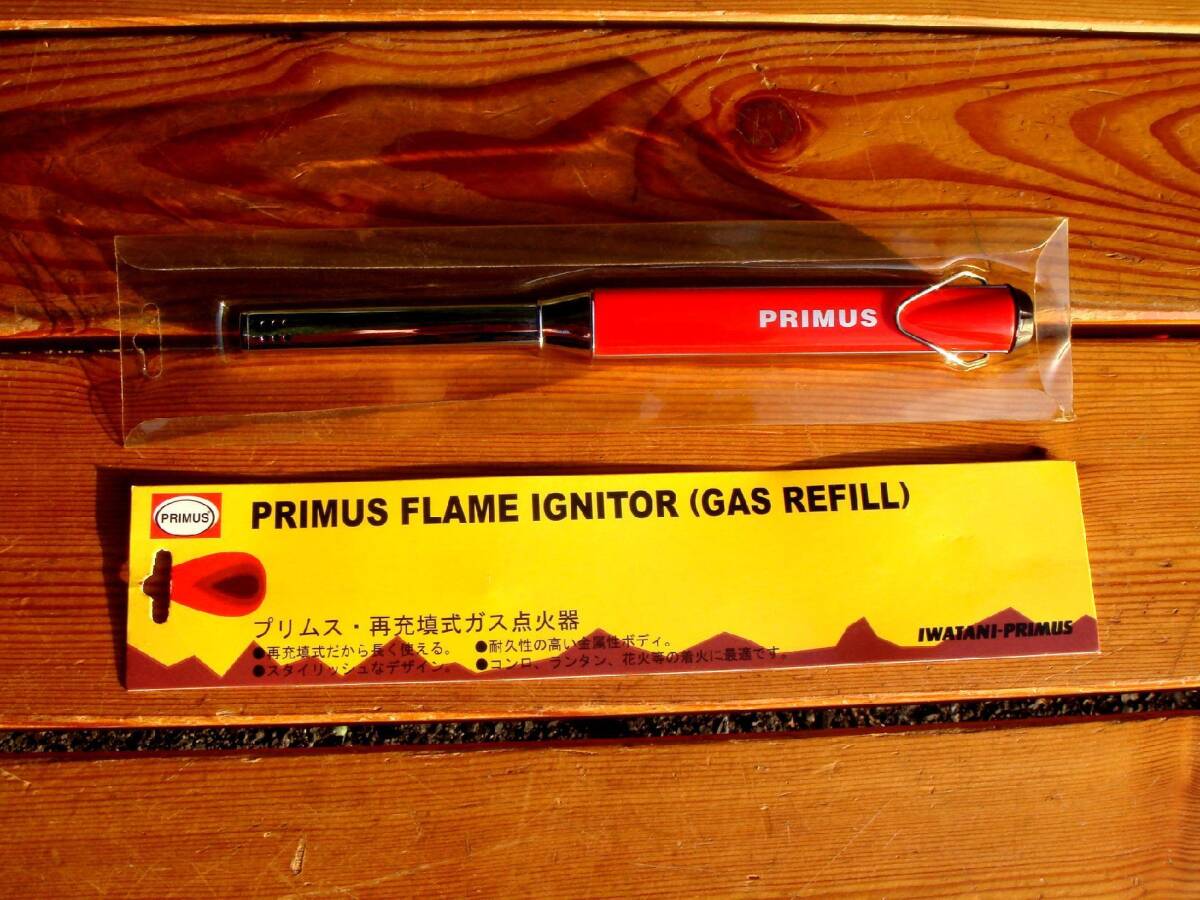 PRIMUS
PRIMUS
PRIMUS FLAME IGNITOR (GAS REFILL)
プリムス・再充填式ガス点火器
●再充填式だから長く使える。 ●耐久性の高い金属性ボディ。
●スタイリッシュなデザイン。 ●コンロ、ランタン、花火等の着火に最適です。
IWATANI-PRIMUS